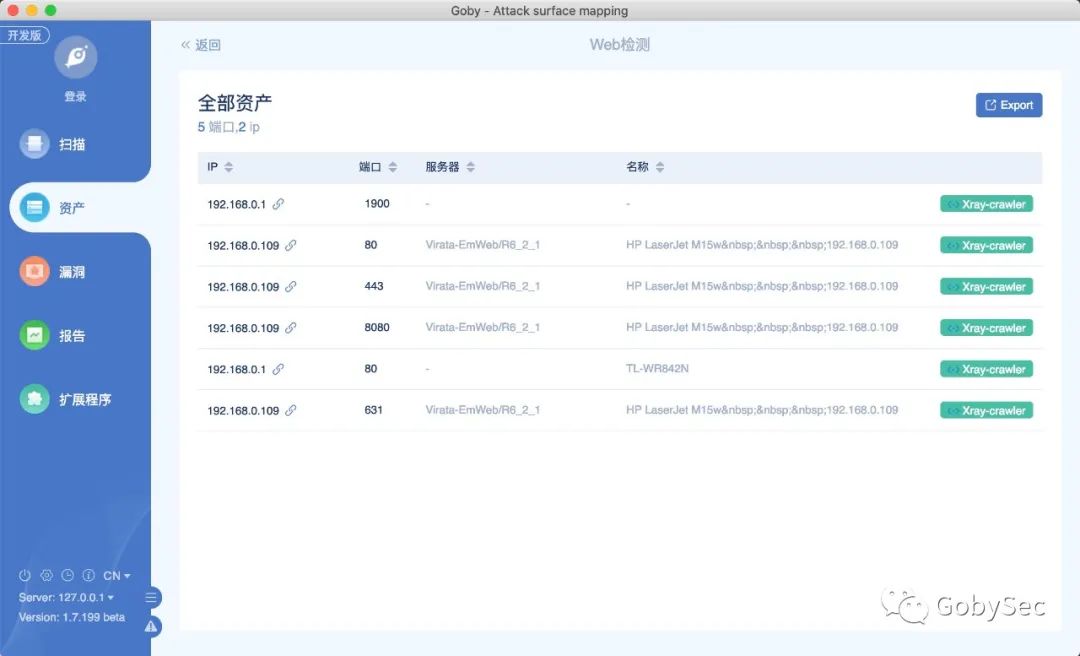 Goby - Attack surface mapping
开发版
« 返回
Web检测
登录
扫描
资产
漏洞
报告
扩展程序
全部资产
5 端口,2 ip
Export
IP 端口 服务器 名称
192.168.0.1 1900 - - Xray-crawler
192.168.0.109 80 Virata-EmWeb/R6_2_1 HP LaserJet M15w&nbsp;&nbsp;&nbsp;192.168.0.109 Xray-crawler
192.168.0.109 443 Virata-EmWeb/R6_2_1 HP LaserJet M15w&nbsp;&nbsp;&nbsp;192.168.0.109 Xray-crawler
192.168.0.109 8080 Virata-EmWeb/R6_2_1 HP LaserJet M15w&nbsp;&nbsp;&nbsp;192.168.0.109 Xray-crawler
192.168.0.1 80 - TL-WR842N Xray-crawler
192.168.0.109 631 Virata-EmWeb/R6_2_1 HP LaserJet M15w&nbsp;&nbsp;&nbsp;192.168.0.109 Xray-crawler
CN
Server: 127.0.0.1
Version: 1.7.199 beta
GobySec